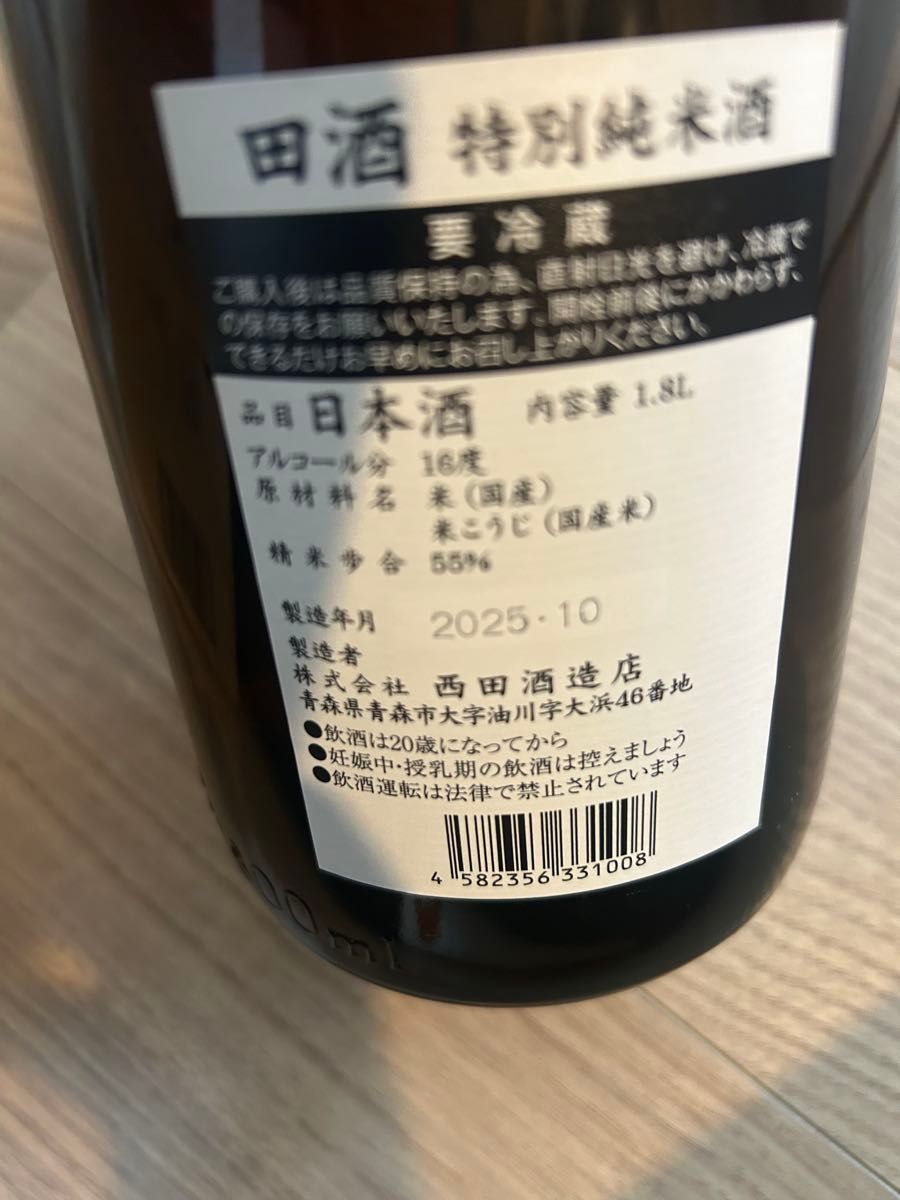 田酒 特別純米酒
要冷蔵
ご購入後は品質保持の為、直射日光を避け、冷蔵で
の保存をお願いいたします。開栓前後にかかわらず、
できるだけお早めにお召し上がりください。
品目 日本酒 内容量 1.8L
アルコール分 16度
原材料名 米(国産)
米こうじ(国産米)
精米歩合 55%
製造年月 2025・10
製造者
株式会社 西田酒造店
青森県青森市大字油川字大浜46番地
●飲酒は20歳になってから
●妊娠中・授乳期の飲酒は控えましょう
●飲酒運転は法律で禁止されています
4 582356 331008
00ml